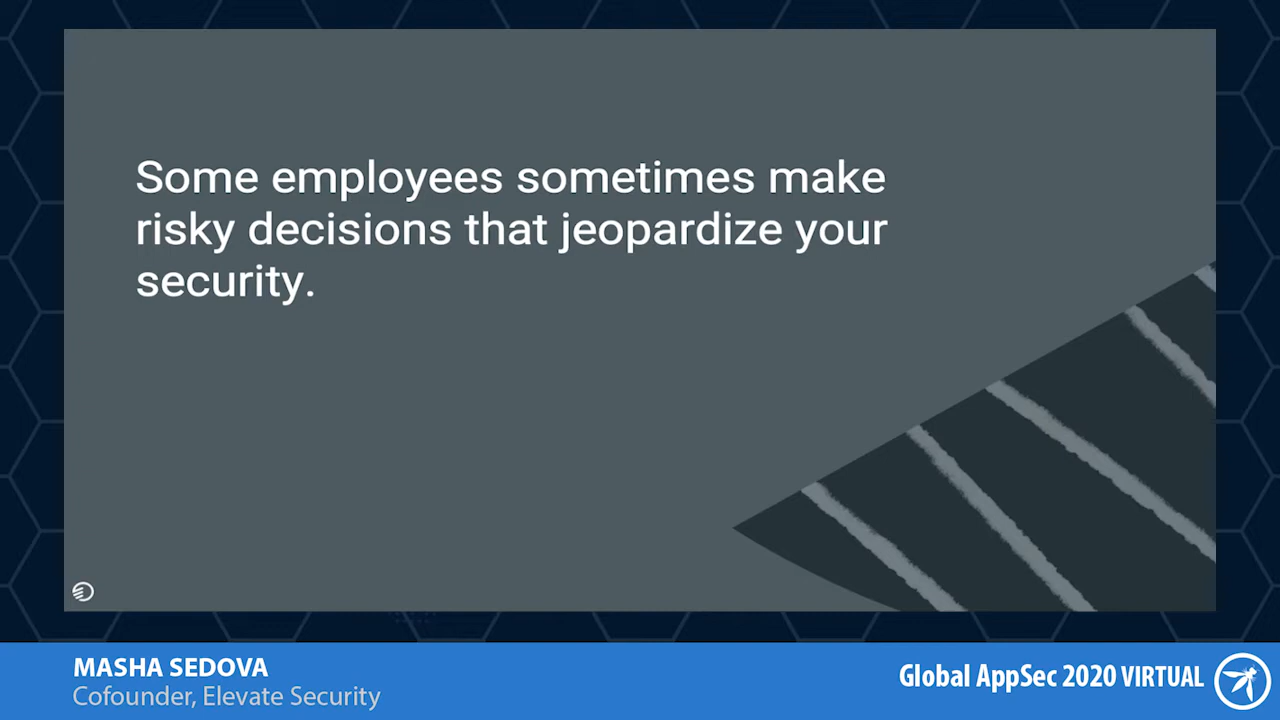 Some employees sometimes make
risky decisions that jeopardize your
security.
MASHA SEDOVA
Cofounder, Elevate Security
Global AppSec 2020 VIRTUAL